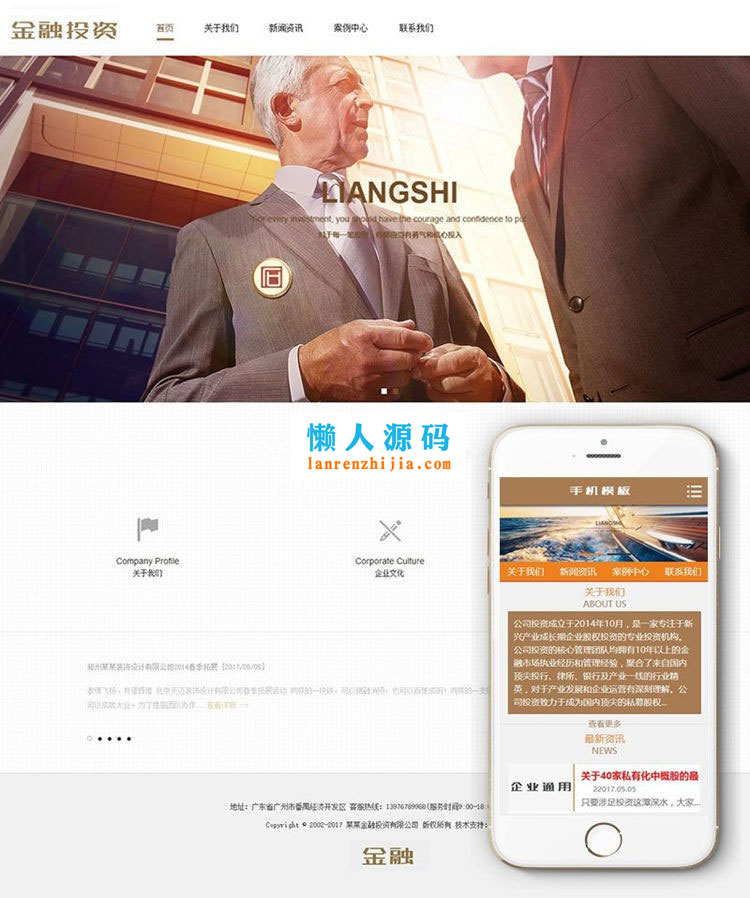 金融投资
首页 关于我们 新闻资讯 案例中心 联系我们
LIANGSHI
For every investment, you should have the courage and confidence to put
对于每一笔投资，你都应当有勇气和信心投入
懒人源码
lanrenzhijia.com
Company Profile
关于我们
Corporate Culture
企业文化
郑州某某装饰设计有限公司2014春季拓展 [2017/05/05]
可以成就大业。为了提高团队协作... 查看详细 →
地址：广东省广州市番禺经济开发区 客服热线：13976789988(服务时间9:00-18:
Copyright © 2002-2017 某某金融投资有限公司 版权所有 技术支持:
金融
手机模板
LIANGSHI
关于我们 新闻资讯 案例中心 联系我们
关于我们
ABOUT US
公司投资成立于2014年10月，是一家专注于新
兴产业成长期企业股权投资的专业投资机构。
公司投资的核心管理团队均拥有10年以上的金
融市场执业经历和管理经验，聚合了来自国内
顶尖投行、律所、银行及产业一线的行业精
英，对于产业发展和企业运营有深刻理解。公
司投资致力于成为国内顶尖的私募股权...
查看更多
最新资讯
NEWS
企业通用
关于40家私有化中概股的最
22017.05.05
只要涉足投资这潭深水，大家...